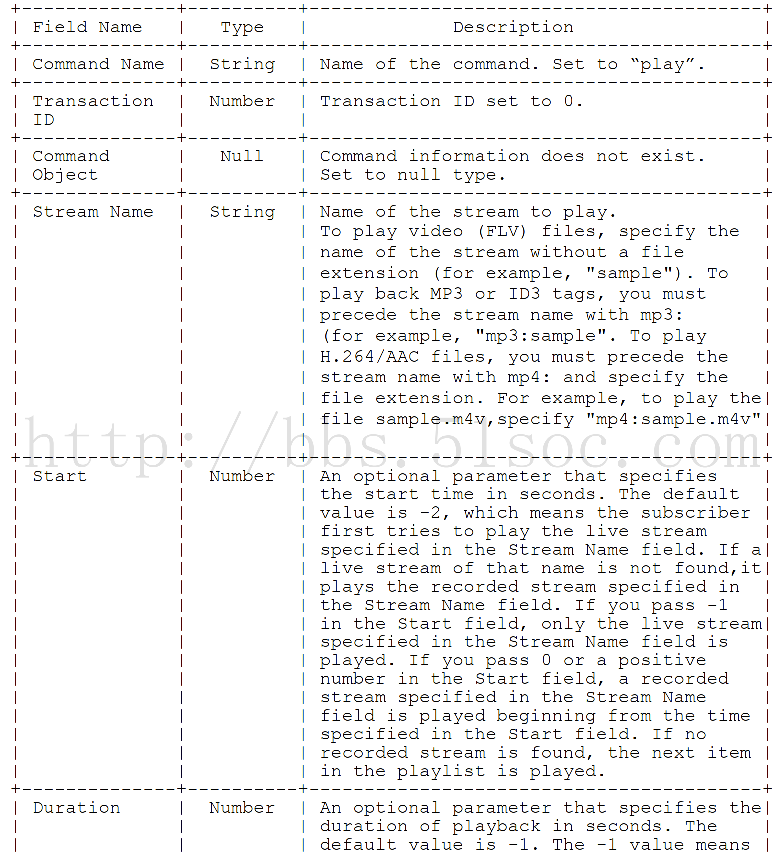 +--------------+----------+----------------------------------------+
| Field Name | Type | Description |
+--------------+----------+----------------------------------------+
| Command Name | String | Name of the command. Set to “play”. |
+--------------+----------+----------------------------------------+
| Transaction | Number | Transaction ID set to 0. |
| ID | | |
+--------------+----------+----------------------------------------+
| Command | Null | Command information does not exist. |
| Object | | Set to null type. |
+--------------+----------+----------------------------------------+
| Stream Name | String | Name of the stream to play. |
| | | To play video (FLV) files, specify the |
| | | name of the stream without a file |
| | | extension (for example, "sample"). To |
| | | play back MP3 or ID3 tags, you must |
| | | precede the stream name with mp3: |
| | | (for example, "mp3:sample". To play |
| | | H.264/AAC files, you must precede the |
| | | stream name with mp4: and specify the |
| | | file extension. For example, to play the|
| | | file sample.m4v,specify "mp4:sample.m4v"|
http://bbs.51soc.com
| | | |
+--------------+----------+----------------------------------------+
| Start | Number | An optional parameter that specifies |
| | | the start time in seconds. The default |
| | | value is -2, which means the subscriber |
| | | first tries to play the live stream |
| | | specified in the Stream Name field. If a|
| | | live stream of that name is not found,it|
| | | plays the recorded stream specified in |
| | | the Stream Name field. If you pass -1 |
| | | in the Start field, only the live stream|
| | | specified in the Stream Name field is |
| | | played. If you pass 0 or a positive |
| | | number in the Start field, a recorded |
| | | stream specified in the Stream Name |
| | | field is played beginning from the time |
| | | specified in the Start field. If no |
| | | recorded stream is found, the next item |
| | | in the playlist is played. |
+--------------+----------+----------------------------------------+
| Duration | Number | An optional parameter that specifies the|
| | | duration of playback in seconds. The |
| | | default value is -1. The -1 value means |